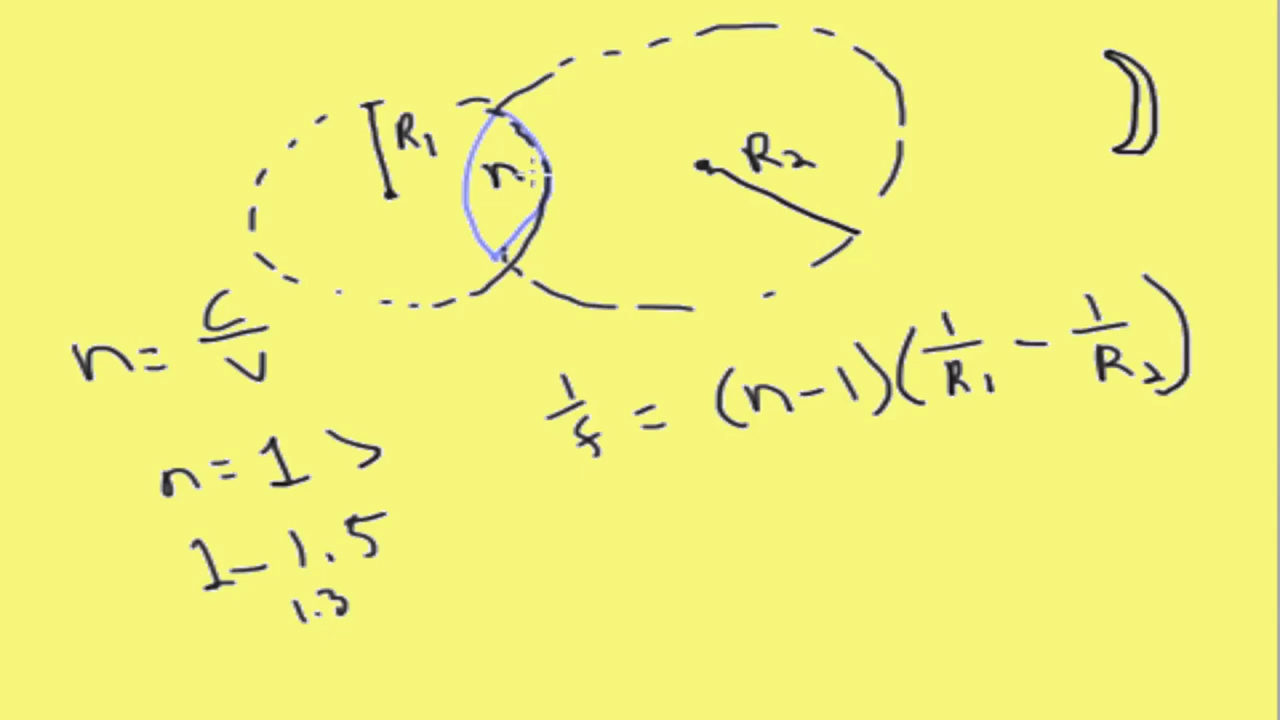 R₁
n
R₂
n = c/v
1/f = (n-1)(1/R₁ - 1/R₂)
n = 1 >
1 - 1.5
1.3